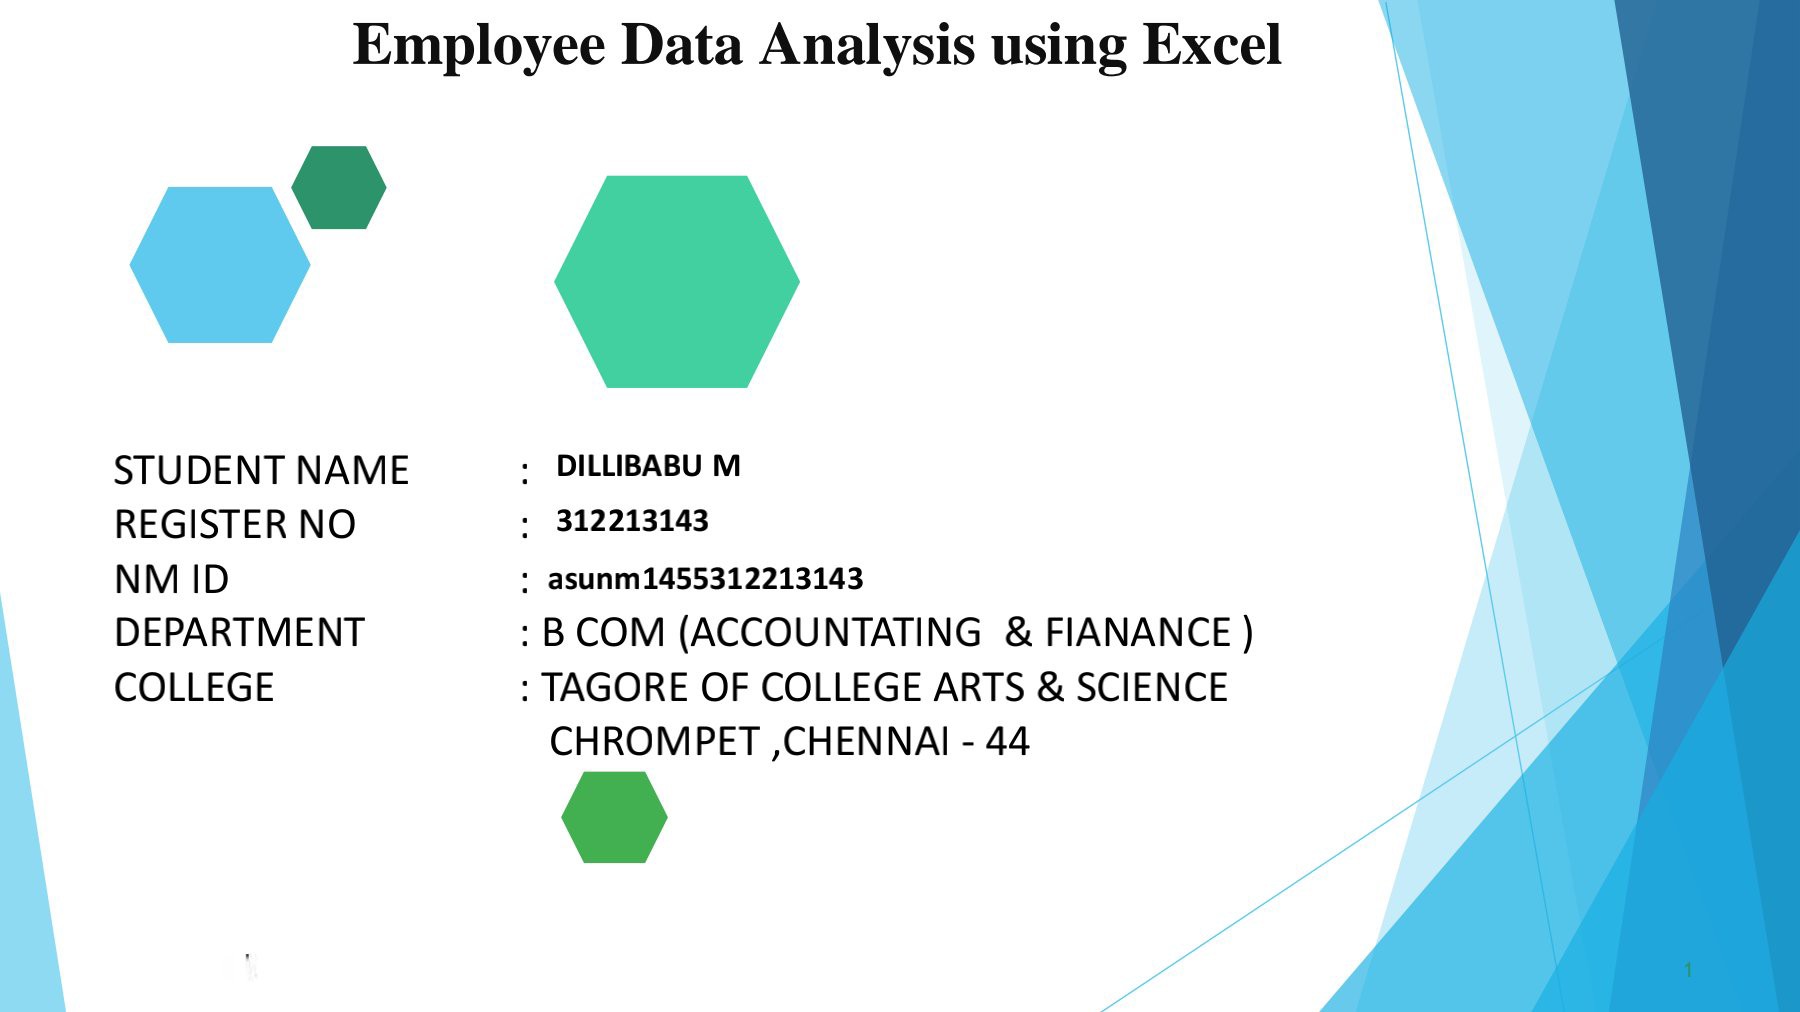 Employee Data Analysis using Excel
STUDENT NAME : DILLIBABU M
REGISTER NO : 312213143
NM ID : asunm1455312213143
DEPARTMENT : B COM (ACCOUNTATING & FIANANCE )
COLLEGE : TAGORE OF COLLEGE ARTS & SCIENCE
CHROMPET ,CHENNAI - 44
1